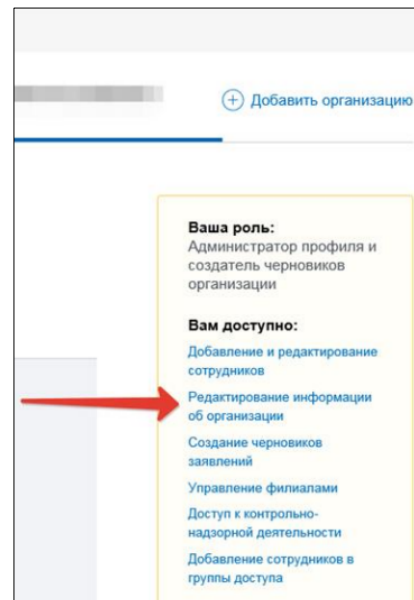 Добавить организацию
Ваша роль:
Администратор профиля и
создатель черновиков
организации
Вам доступно:
Добавление и редактирование
сотрудников
Редактирование информации
об организации
Создание черновиков
заявлений
Управление филиалами
Доступ к контрольно-
надзорной деятельности
Добавление сотрудников в
группы доступа